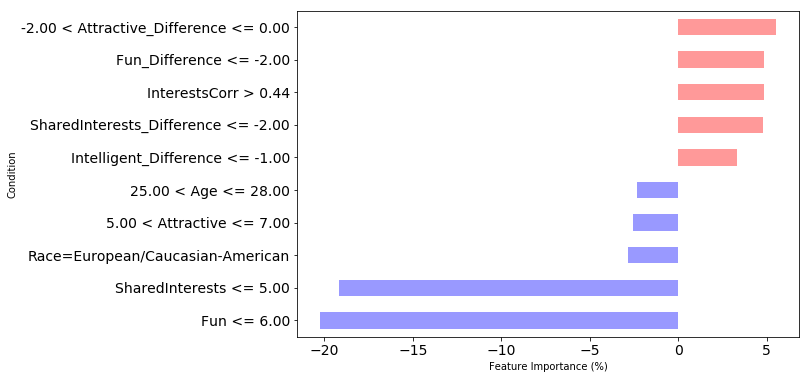 -2.00 < Attractive_Difference <= 0.00
Fun_Difference <= -2.00
InterestsCorr > 0.44
SharedInterests_Difference <= -2.00
Intelligent_Difference <= -1.00
25.00 < Age <= 28.00
5.00 < Attractive <= 7.00
Race=European/Caucasian-American
SharedInterests <= 5.00
Fun <= 6.00
Condition
−20 −15 −10 −5 0 5
Feature Importance (%)